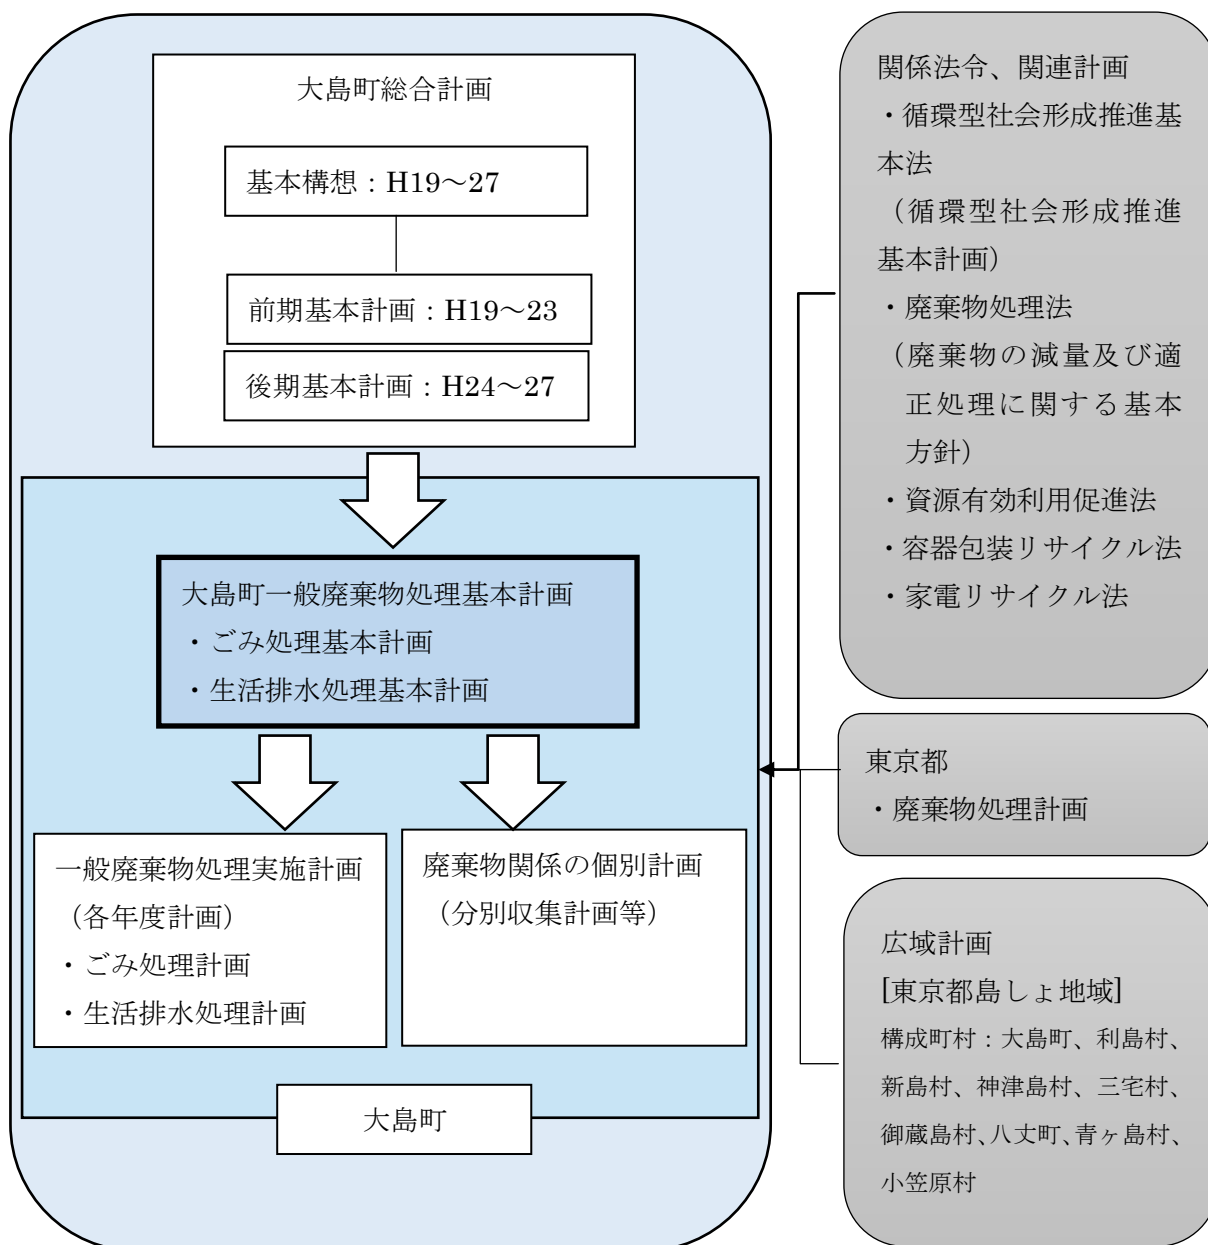 大島町総合計画
基本構想：H19～27
前期基本計画：H19～23
後期基本計画：H24～27
大島町一般廃棄物処理基本計画
・ごみ処理基本計画
・生活排水処理基本計画
一般廃棄物処理実施計画
（各年度計画）
・ごみ処理計画
・生活排水処理計画
廃棄物関係の個別計画
（分別収集計画等）
大島町
関係法令、関連計画
・循環型社会形成推進基
本法
（循環型社会形成推進
基本計画）
・廃棄物処理法
（廃棄物の減量及び適
正処理に関する基本
方針）
・資源有効利用促進法
・容器包装リサイクル法
・家電リサイクル法
東京都
・廃棄物処理計画
広域計画
[東京都島しょ地域]
構成町村：大島町、利島村、
新島村、神津島村、三宅村、
御蔵島村、八丈町、青ヶ島村、
小笠原村